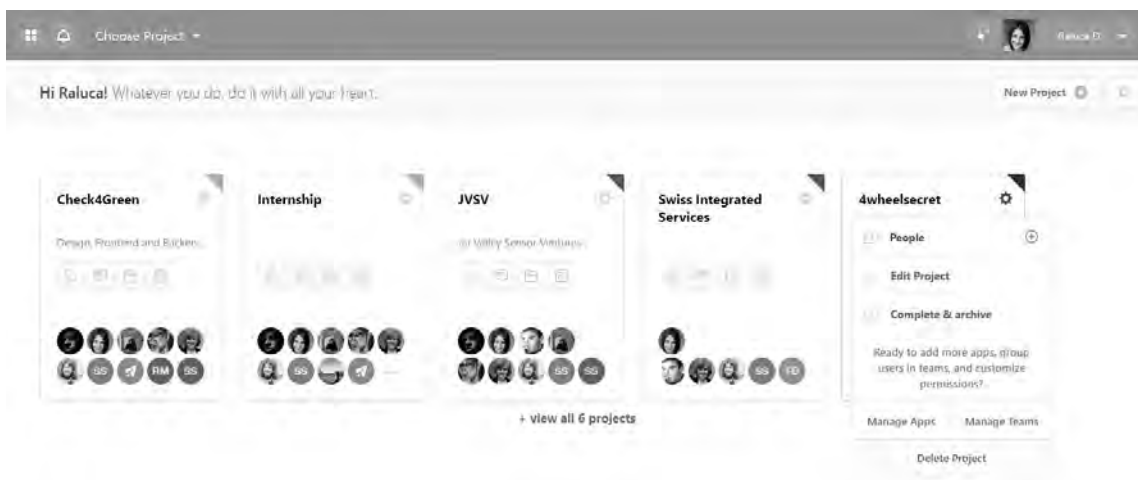 Choose Project
Raluca D.
Hi Raluca! Whatever you do, do it with all your heart.
New Project
Check4Green
Internship
JVSV
Swiss Integrated
Services
4wheelsecret
People
Edit Project
Complete & archive
Ready to add more apps, group
users in teams, and customize
permissions?
Manage Apps
Manage Teams
Delete Project
Design, Frontend and Backen...
Sensor Ventures
SS
RM
SS
SS
SS
SS
SS
FD
+ view all 6 projects